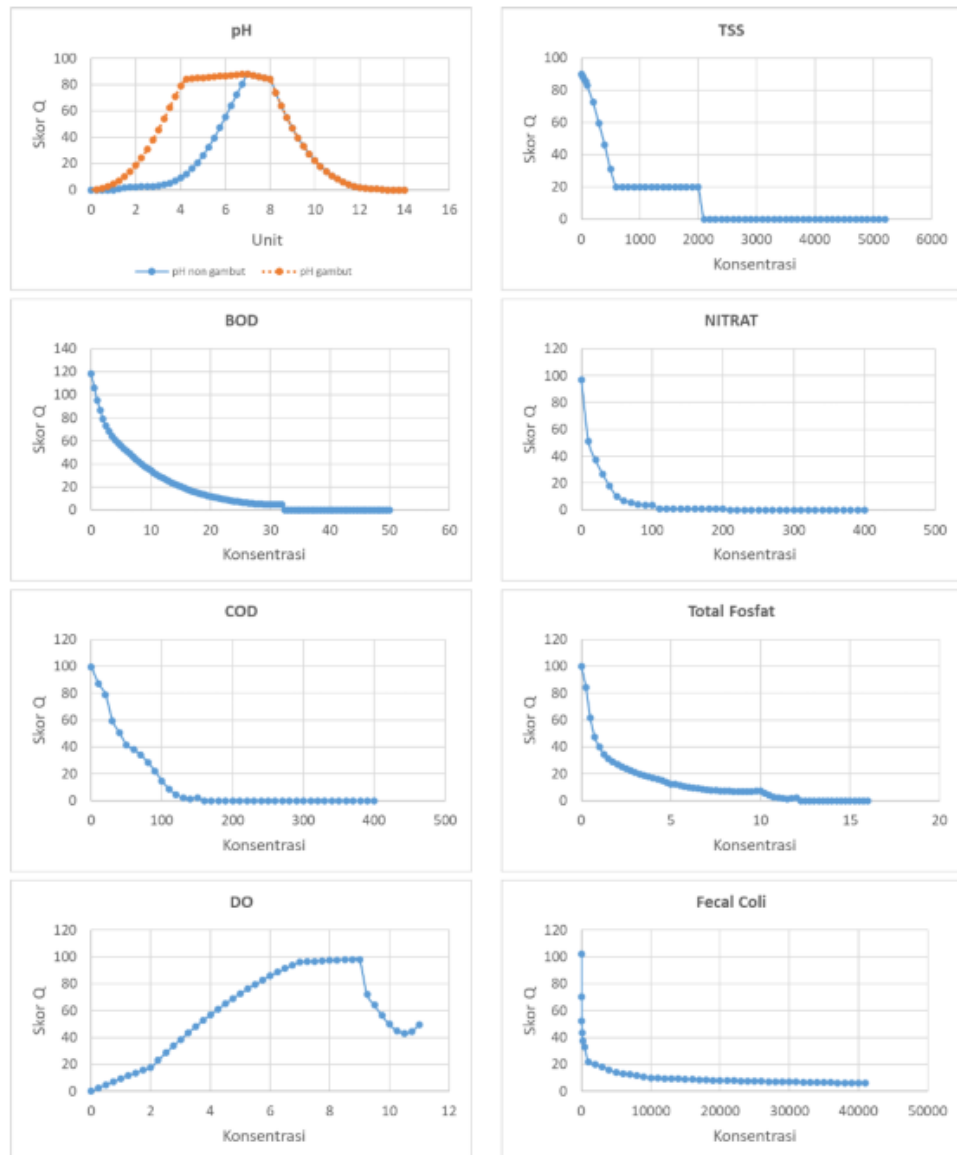 pH
100
80
60
40
20
0
Skor Q
0 2 4 6 8 10 12 14 16
Unit
pH non gambut pH gambut
TSS
100
80
60
40
20
0
Skor Q
0 1000 2000 3000 4000 5000 6000
Konsentrasi
BOD
140
120
100
80
60
40
20
0
Skor Q
0 10 20 30 40 50 60
Konsentrasi
NITRAT
120
100
80
60
40
20
0
Skor Q
0 100 200 300 400 500
Konsentrasi
COD
120
100
80
60
40
20
0
Skor Q
0 100 200 300 400 500
Konsentrasi
Total Fosfat
120
100
80
60
40
20
0
Skor Q
0 5 10 15 20
Konsentrasi
DO
120
100
80
60
40
20
0
Skor Q
0 2 4 6 8 10 12
Konsentrasi
Fecal Coli
120
100
80
60
40
20
0
Skor Q
0 10000 20000 30000 40000 50000
Konsentrasi